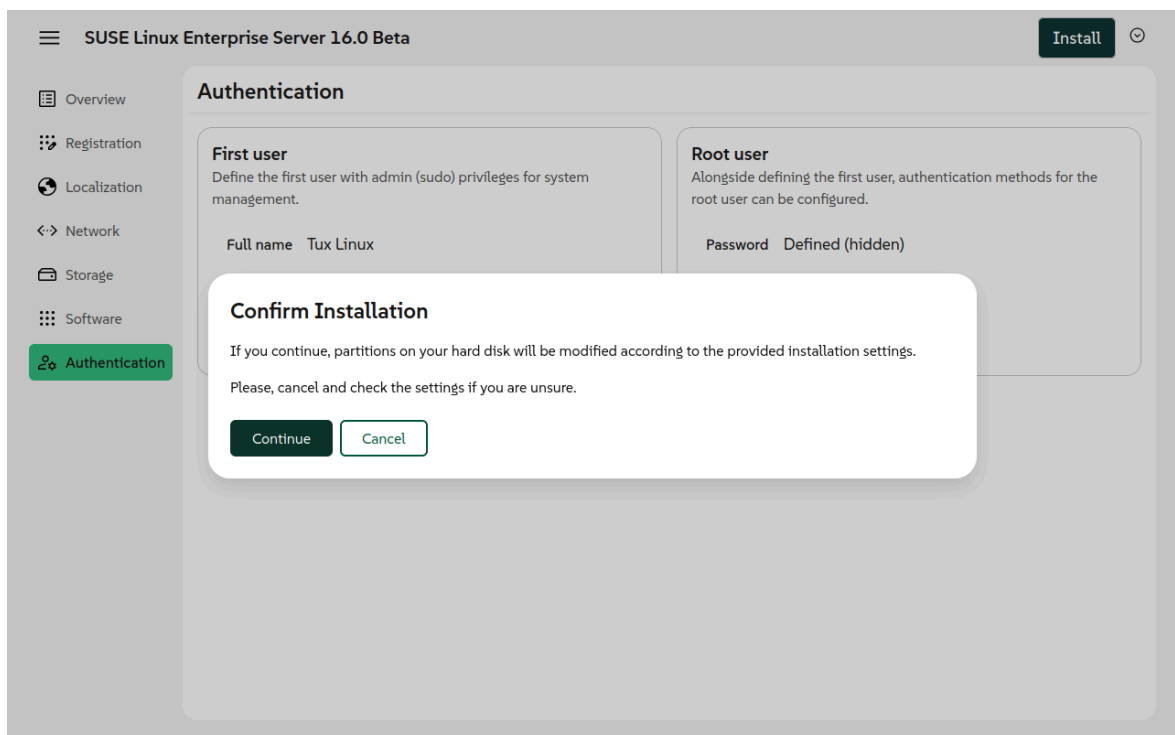 SUSE Linux Enterprise Server 16.0 Beta
Install
Overview
Registration
Localization
Network
Storage
Software
Authentication
Authentication
First user
Define the first user with admin (sudo) privileges for system
management.
Full name Tux Linux
Root user
Alongside defining the first user, authentication methods for the
root user can be configured.
Password Defined (hidden)
Confirm Installation
If you continue, partitions on your hard disk will be modified according to the provided installation settings.
Please, cancel and check the settings if you are unsure.
Continue
Cancel